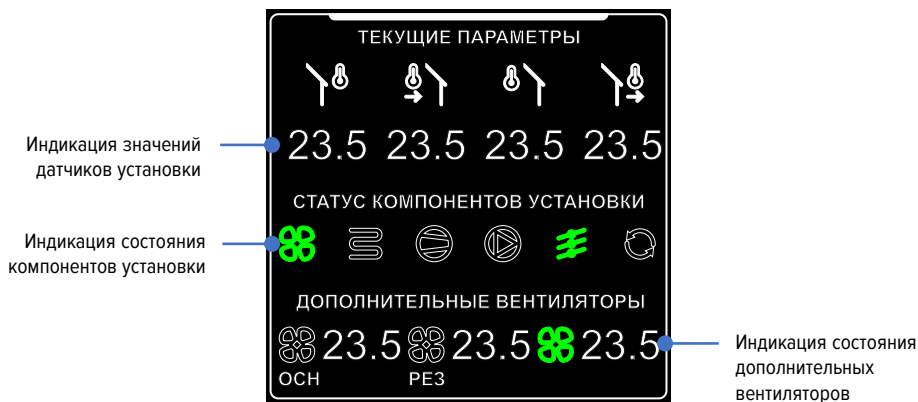 ТЕКУЩИЕ ПАРАМЕТРЫ
23.5 23.5 23.5 23.5
Индикация значений
датчиков установки
СТАТУС КОМПОНЕНТОВ УСТАНОВКИ
Индикация состояния
компонентов установки
ДОПОЛНИТЕЛЬНЫЕ ВЕНТИЛЯТОРЫ
23.5 23.5 23.5
ОСН РЕЗ
Индикация состояния
дополнительных
вентиляторов